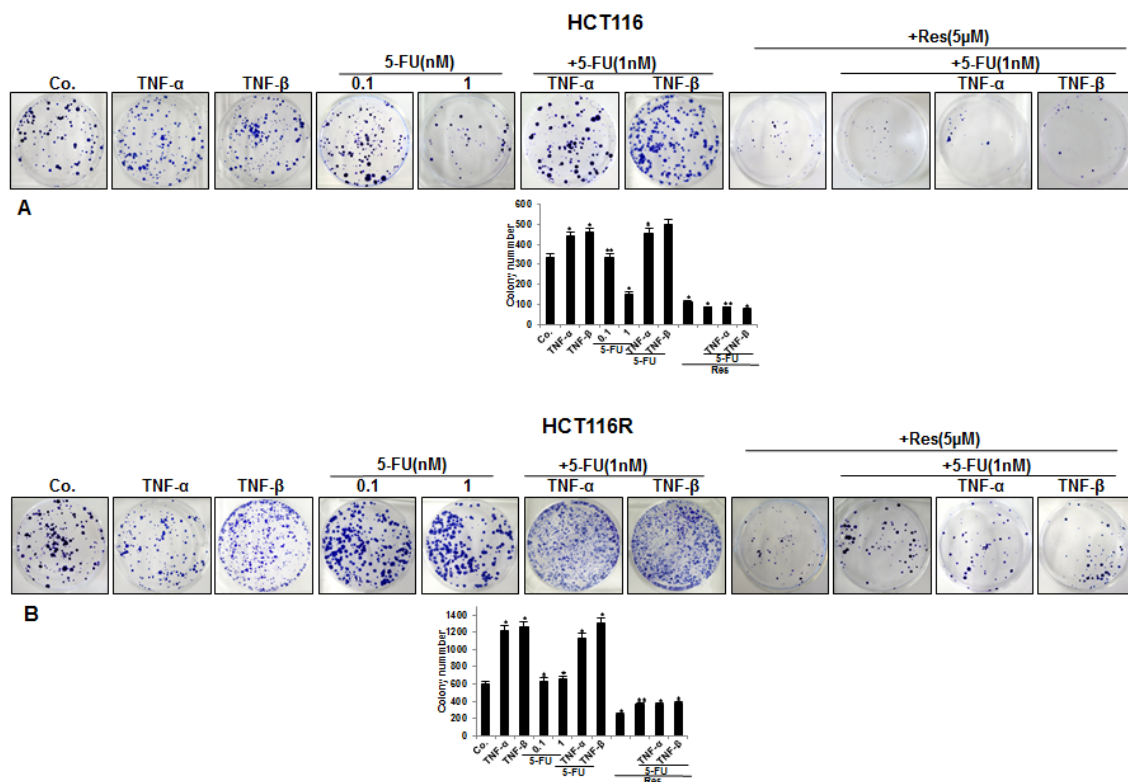 HCT116
+Res(5µM)
5-FU(nM) +5-FU(1nM) +5-FU(1nM)
Co. TNF-α TNF-β 0.1 1 TNF-α TNF-β TNF-α TNF-β
A
Colony nummber
600
500
400
300
200
100
0
* * ** * * * * ** *
Co. TNF-α TNF-β 0.1 1 TNF-α TNF-β TNF-α TNF-β
5-FU 5-FU 5-FU
Res
HCT116R
+Res(5µM)
5-FU(nM) +5-FU(1nM) +5-FU(1nM)
Co. TNF-α TNF-β 0.1 1 TNF-α TNF-β TNF-α TNF-β
B
Colony nummber
1400
1200
1000
800
600
400
200
0
* * * * * * * ** * *
Co. TNF-α TNF-β 0.1 1 TNF-α TNF-β TNF-α TNF-β
5-FU 5-FU 5-FU
Res